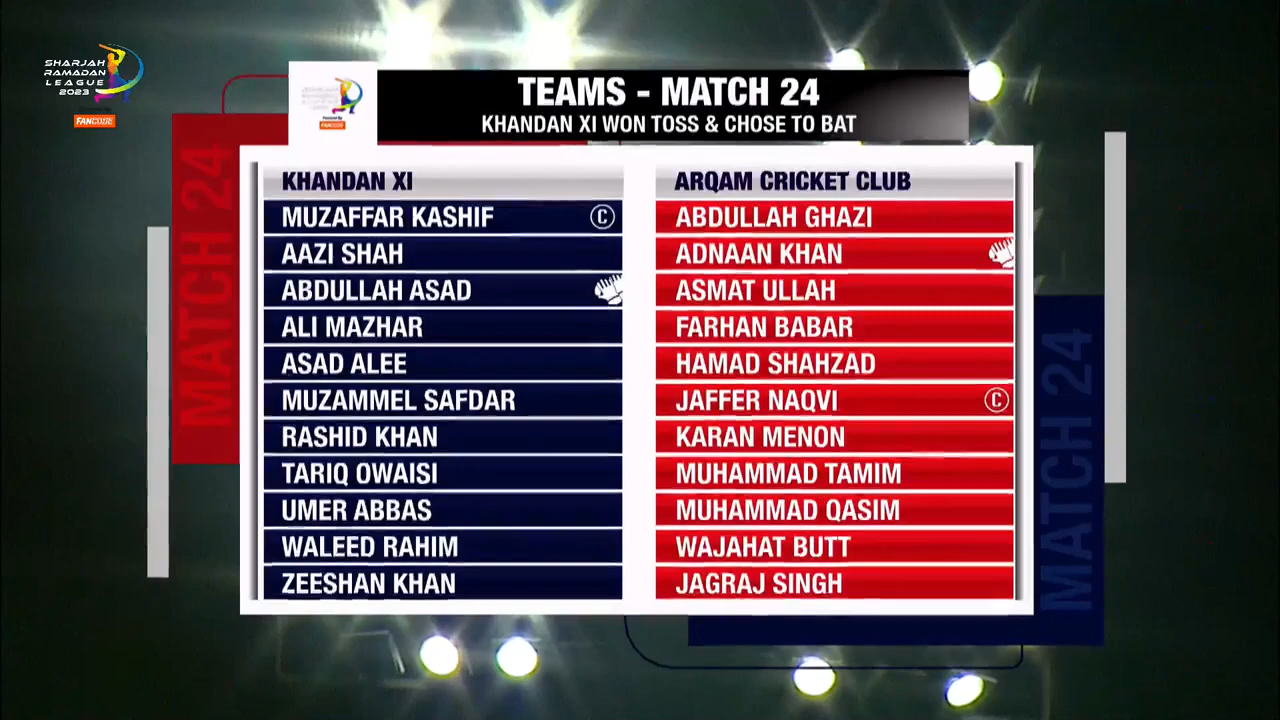 SHARJAH
RAMADAN
LEAGUE
2023
FANCODE
Powered By
FANCODE
TEAMS - MATCH 24
KHANDAN XI WON TOSS & CHOSE TO BAT
MATCH 24
KHANDAN XI
MUZAFFAR KASHIF C
AAZI SHAH
ABDULLAH ASAD
ALI MAZHAR
ASAD ALEE
MUZAMMEL SAFDAR
RASHID KHAN
TARIQ OWAISI
UMER ABBAS
WALEED RAHIM
ZEESHAN KHAN
ARQAM CRICKET CLUB
ABDULLAH GHAZI
ADNAAN KHAN
ASMAT ULLAH
FARHAN BABAR
HAMAD SHAHZAD
JAFFER NAQVI C
KARAN MENON
MUHAMMAD TAMIM
MUHAMMAD QASIM
WAJAHAT BUTT
JAGRAJ SINGH
MATCH 24